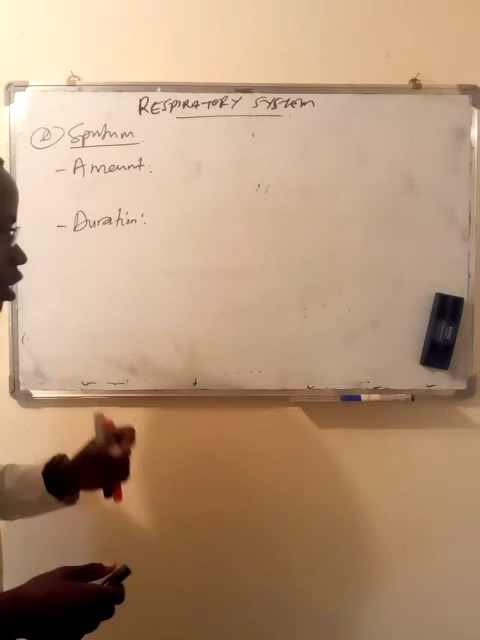 RESPIRATORY SYSTEM
② Sputum
- Amount:
- Duration: